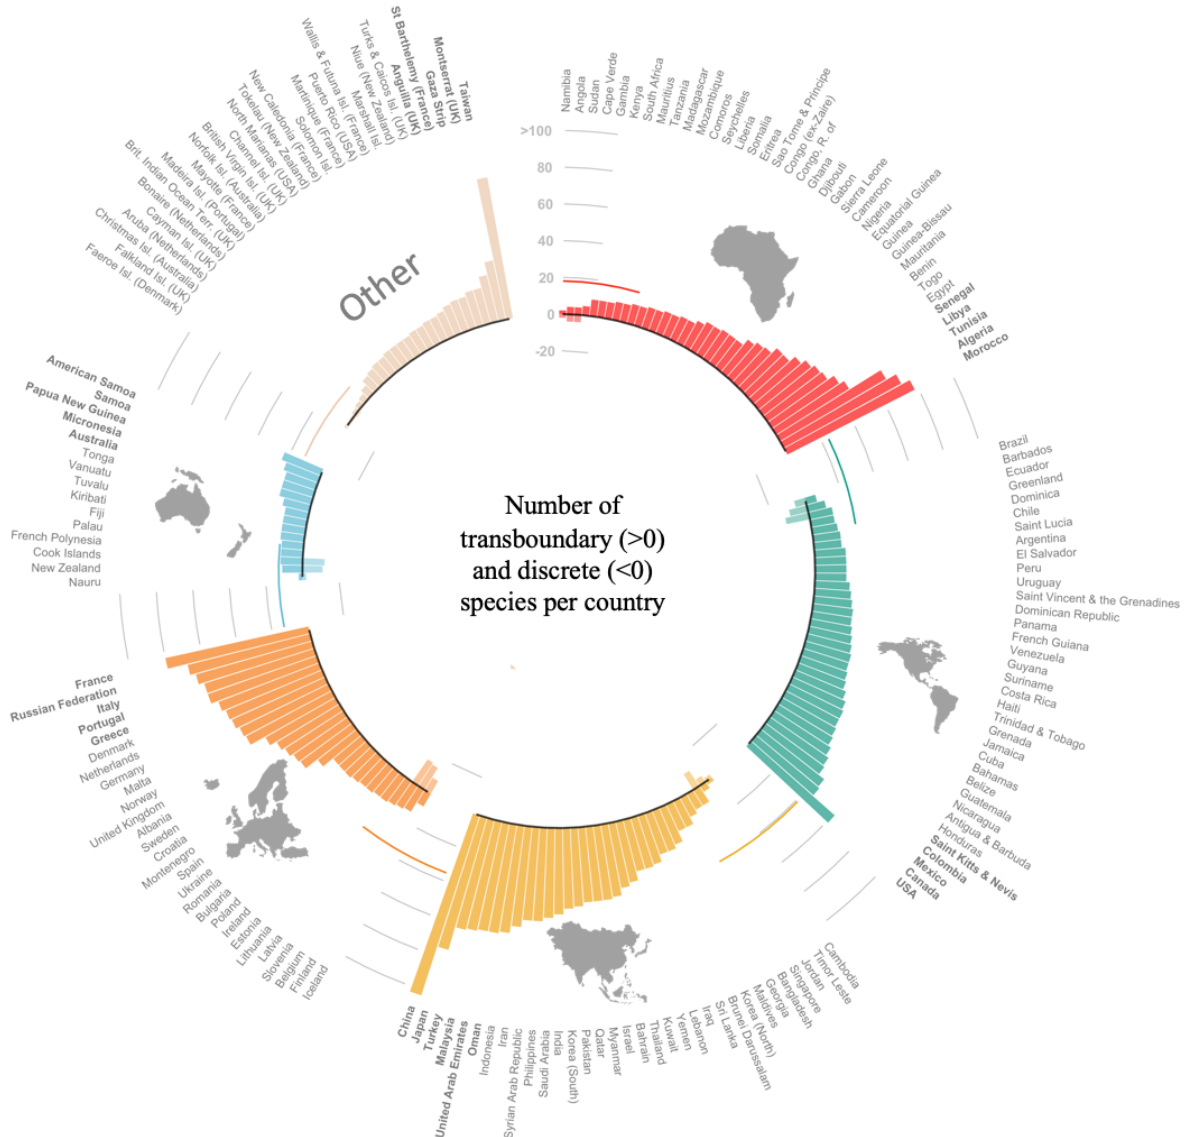 Number of
transboundary (>0)
and discrete (<0)
species per country
>100
80
60
40
20
0
-20
Namibia
Angola
Sudan
Cape Verde
Gambia
Kenya
South Africa
Mauritius
Tanzania
Madagascar
Mozambique
Comoros
Seychelles
Liberia
Somalia
Eritrea
Sao Tome & Principe
Congo (ex-Zaire)
Congo, R. of
Ghana
Djibouti
Gabon
Sierra Leone
Cameroon
Nigeria
Equatorial Guinea
Guinea
Guinea-Bissau
Mauritania
Benin
Togo
Egypt
Senegal
Libya
Tunisia
Algeria
Morocco
Brazil
Barbados
Ecuador
Greenland
Dominica
Chile
Saint Lucia
Argentina
El Salvador
Peru
Uruguay
Saint Vincent & the Grenadines
Dominican Republic
Panama
French Guiana
Venezuela
Guyana
Suriname
Costa Rica
Haiti
Trinidad & Tobago
Grenada
Jamaica
Cuba
Bahamas
Belize
Guatemala
Nicaragua
Antigua & Barbuda
Honduras
Saint Kitts & Nevis
Colombia
Mexico
Canada
USA
Cambodia
Timor Leste
Jordan
Singapore
Bangladesh
Georgia
Maldives
Korea (North)
Brunei Darussalam
Sri Lanka
Iraq
Lebanon
Yemen
Kuwait
Thailand
Bahrain
Israel
Myanmar
Qatar
Pakistan
Korea (South)
India
Saudi Arabia
Philippines
Syrian Arab Republic
Iran
Indonesia
Oman
United Arab Emirates
Malaysia
Turkey
Japan
China
Iceland
Finland
Belgium
Slovenia
Latvia
Lithuania
Estonia
Ireland
Poland
Bulgaria
Romania
Ukraine
Spain
Montenegro
Croatia
Sweden
Albania
United Kingdom
Norway
Malta
Germany
Netherlands
Denmark
Greece
Portugal
Italy
Russian Federation
France
Nauru
New Zealand
Cook Islands
French Polynesia
Palau
Fiji
Kiribati
Tuvalu
Vanuatu
Tonga
Australia
Micronesia
Papua New Guinea
Samoa
American Samoa
Other
Faeroe Isl. (Denmark)
Falkland Isl. (UK)
Christmas Isl. (Australia)
Aruba (Netherlands)
Cayman Isl. (UK)
Bonaire (Netherlands)
Brit. Indian Ocean Terr. (UK)
Madeira Isl. (Portugal)
Mayotte (France)
Norfolk Isl. (Australia)
British Virgin Isl. (UK)
Channel Isl. (UK)
North Marianas (USA)
Tokelau (New Zealand)
New Caledonia (France)
Solomon Isl.
Martinique (France)
Puerto Rico (USA)
Wallis & Futuna Isl. (France)
Marshall Isl.
Niue (New Zealand)
Turks & Caicos Isl. (UK)
Anguilla (UK)
St Barthelemy (France)
Gaza Strip
Montserrat (UK)
Taiwan